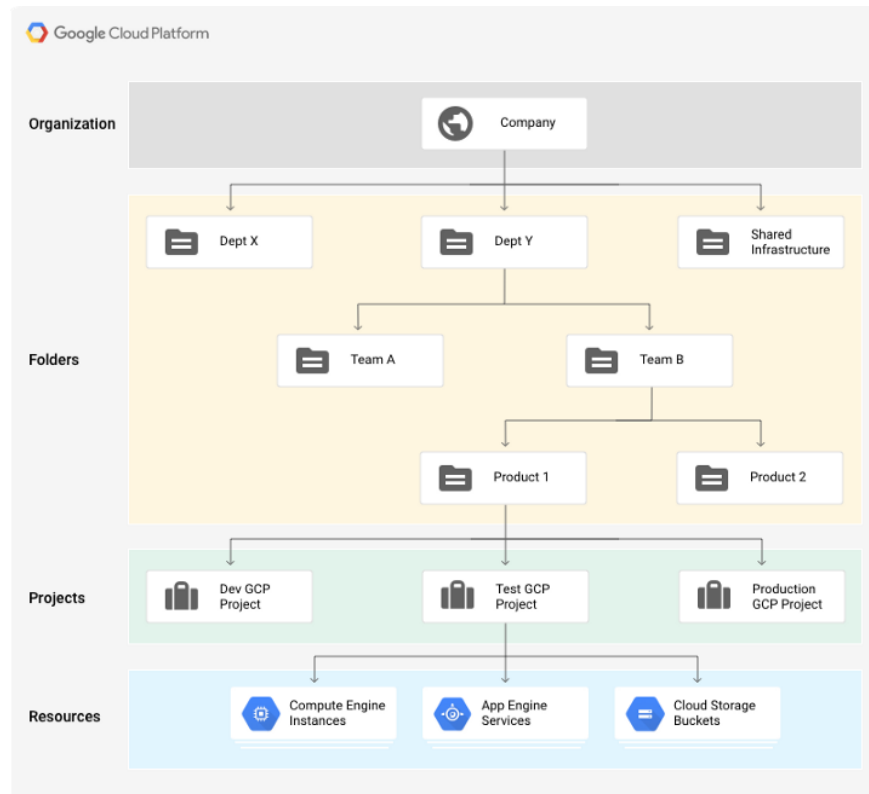 Google Cloud Platform
Organization
Company
Dept X
Dept Y
Shared
Infrastructure
Folders
Team A
Team B
Product 1
Product 2
Projects
Dev GCP
Project
Test GCP
Project
Production
GCP Project
Resources
Compute Engine
Instances
App Engine
Services
Cloud Storage
Buckets